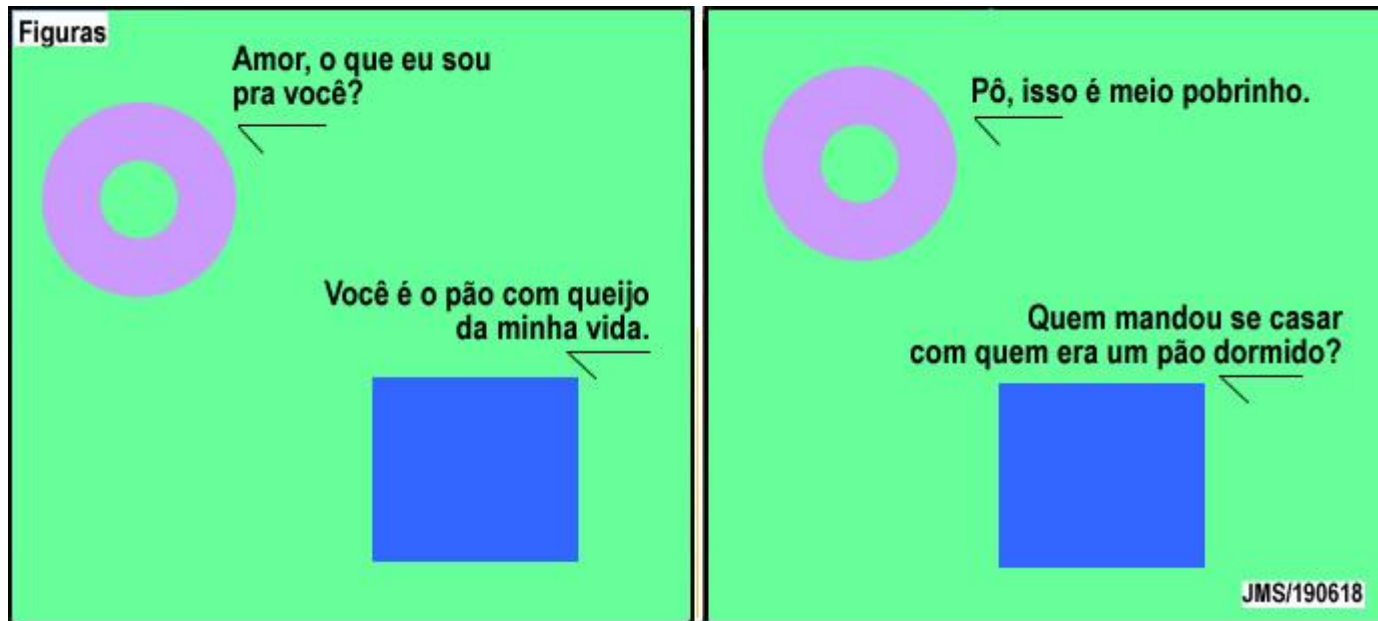 Figuras
Amor, o que eu sou
pra você?
Você é o pão com queijo
da minha vida.
Pô, isso é meio pobrinho.
Quem mandou se casar
com quem era um pão dormido?
JMS/190618